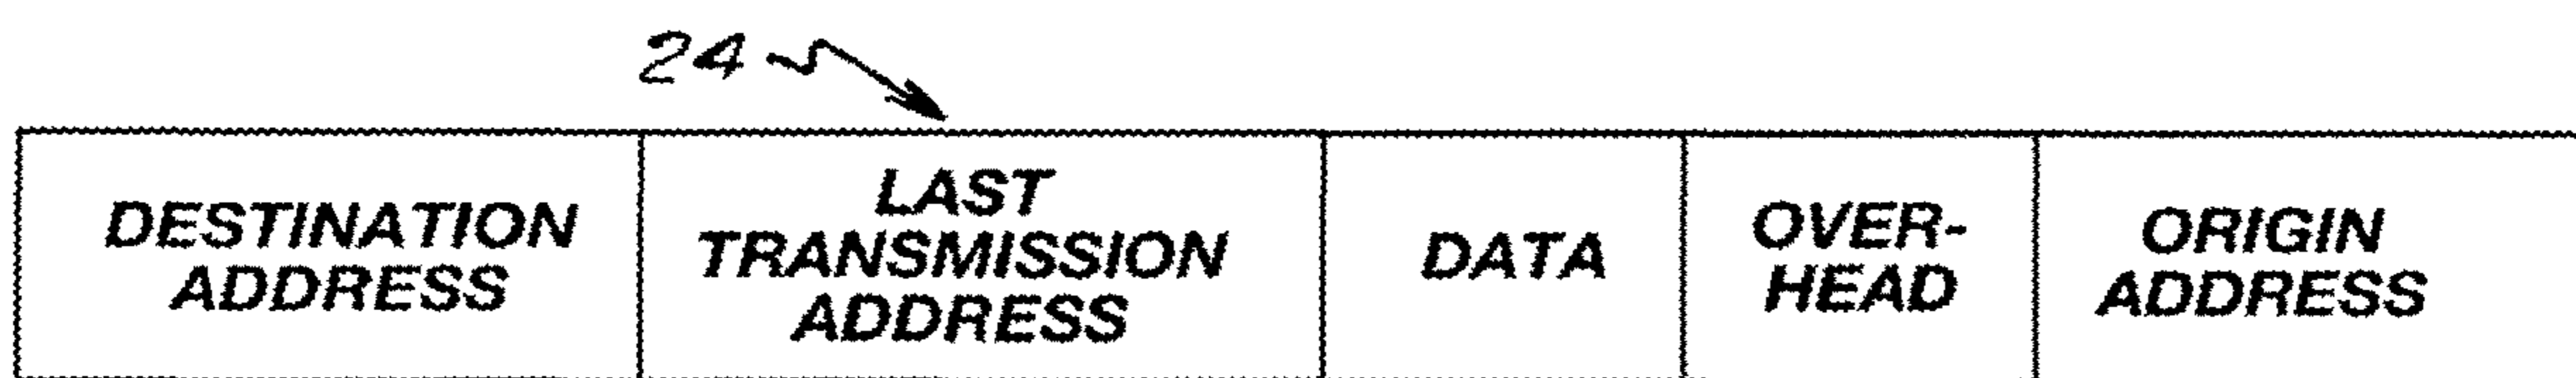 24
DESTINATION
ADDRESS
LAST
TRANSMISSION
ADDRESS
DATA
OVER-
HEAD
ORIGIN
ADDRESS